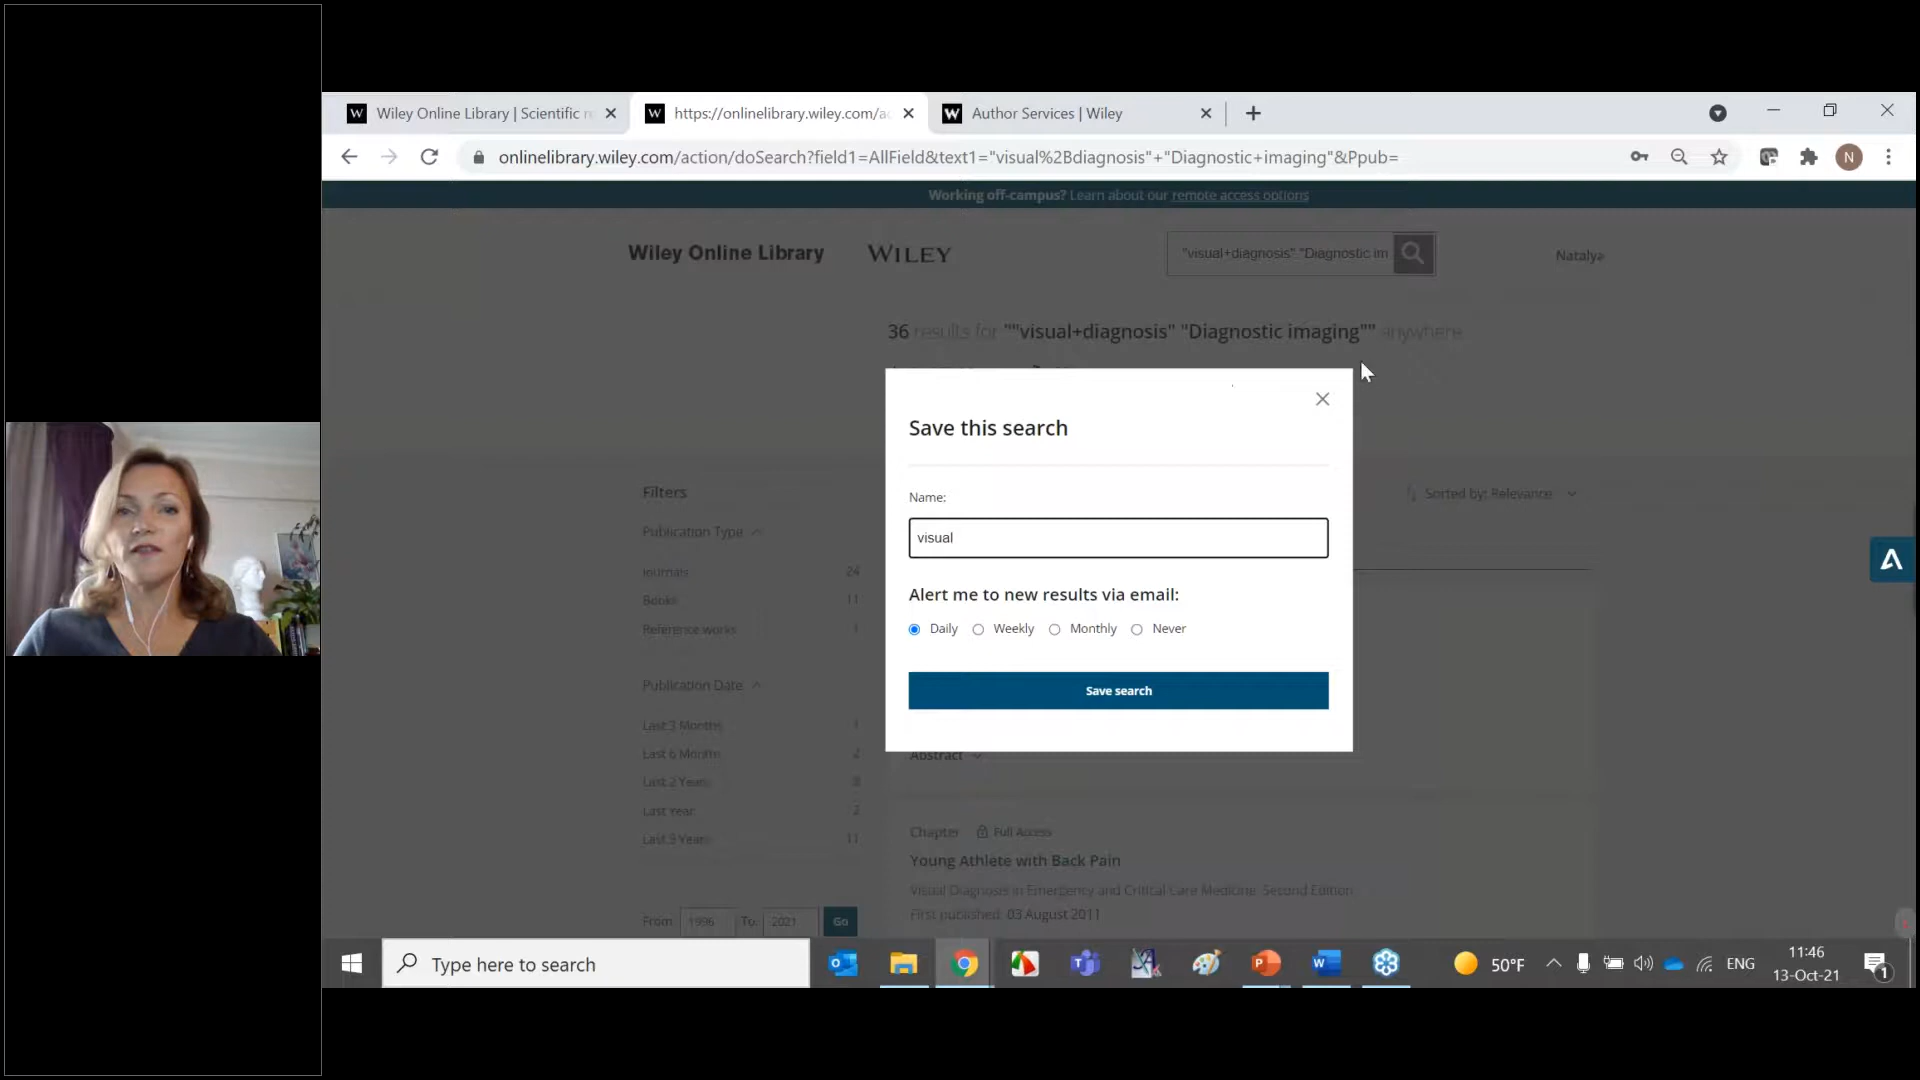 Wiley Online Library | Scientific re
https://onlinelibrary.wiley.com/ac
Author Services | Wiley
onlinelibrary.wiley.com/action/doSearch?field1=AllField&text1="visual%2Bdiagnosis"+"Diagnostic+imaging"&Ppub=
N
Working off-campus? Learn about our remote access options
Wiley Online Library
WILEY
"visual+diagnosis" "Diagnostic im
Natalya
36 results for ""visual+diagnosis" "Diagnostic imaging"" anywhere
Save this search
Name:
visual
Alert me to new results via email:
Daily
Weekly
Monthly
Never
Save search
Filters
Publication Type
Journals 24
Books 11
Reference works 1
Publication Date
Last 3 Months 1
Last 6 Months 2
Last 2 Years
Last Year 2
Last 5 Years 11
From: 1996 To: 2021 Go
Sorted by: Relevance
Abstract
Chapter Full Access
Young Athlete with Back Pain
Visual Diagnosis in Emergency and Critical Care Medicine, Second Edition
First published: 03 August 2011
Type here to search
50°F
ENG
11:46
13-Oct-21
1